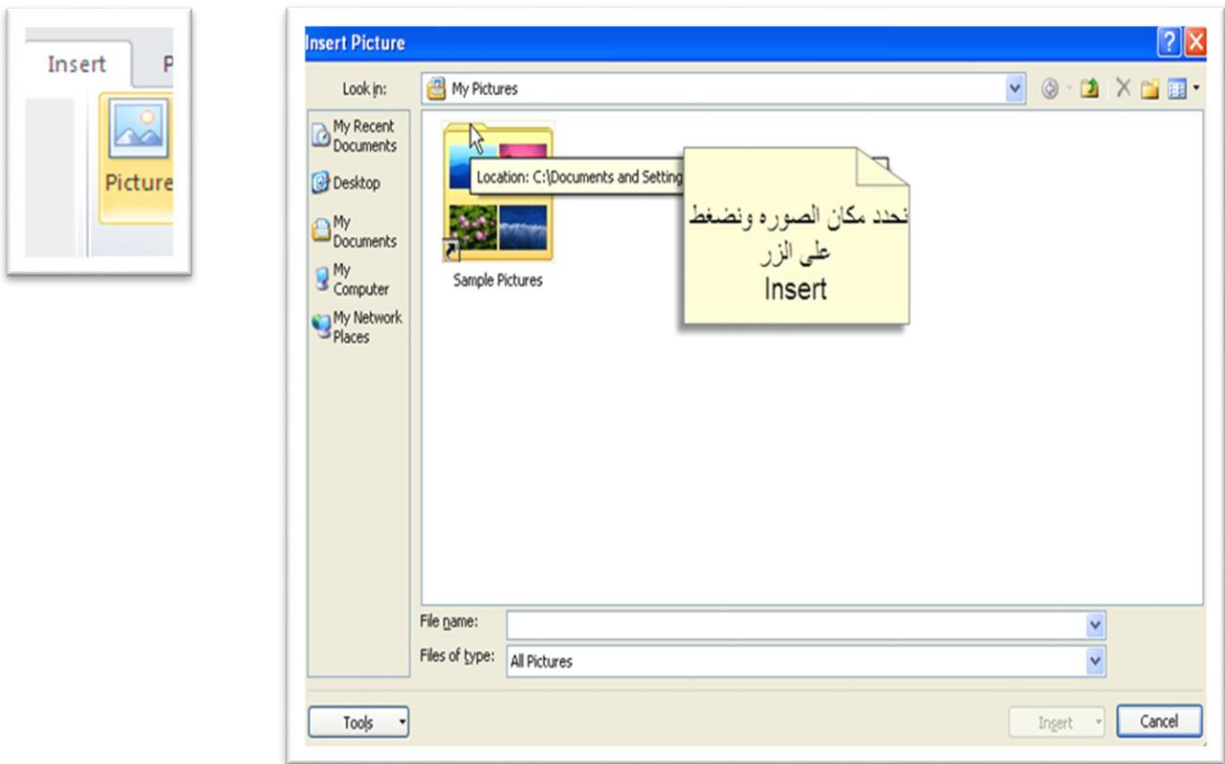 Insert P
Picture
Insert Picture
Look in: My Pictures
My Recent
Documents
Desktop
My
Documents
My
Computer
My Network
Places
Location: C:\Documents and Setting
Sample Pictures
نحدد مكان الصوره ونضغط
على الزر
Insert
File name:
Files of type: All Pictures
Tools Insert Cancel